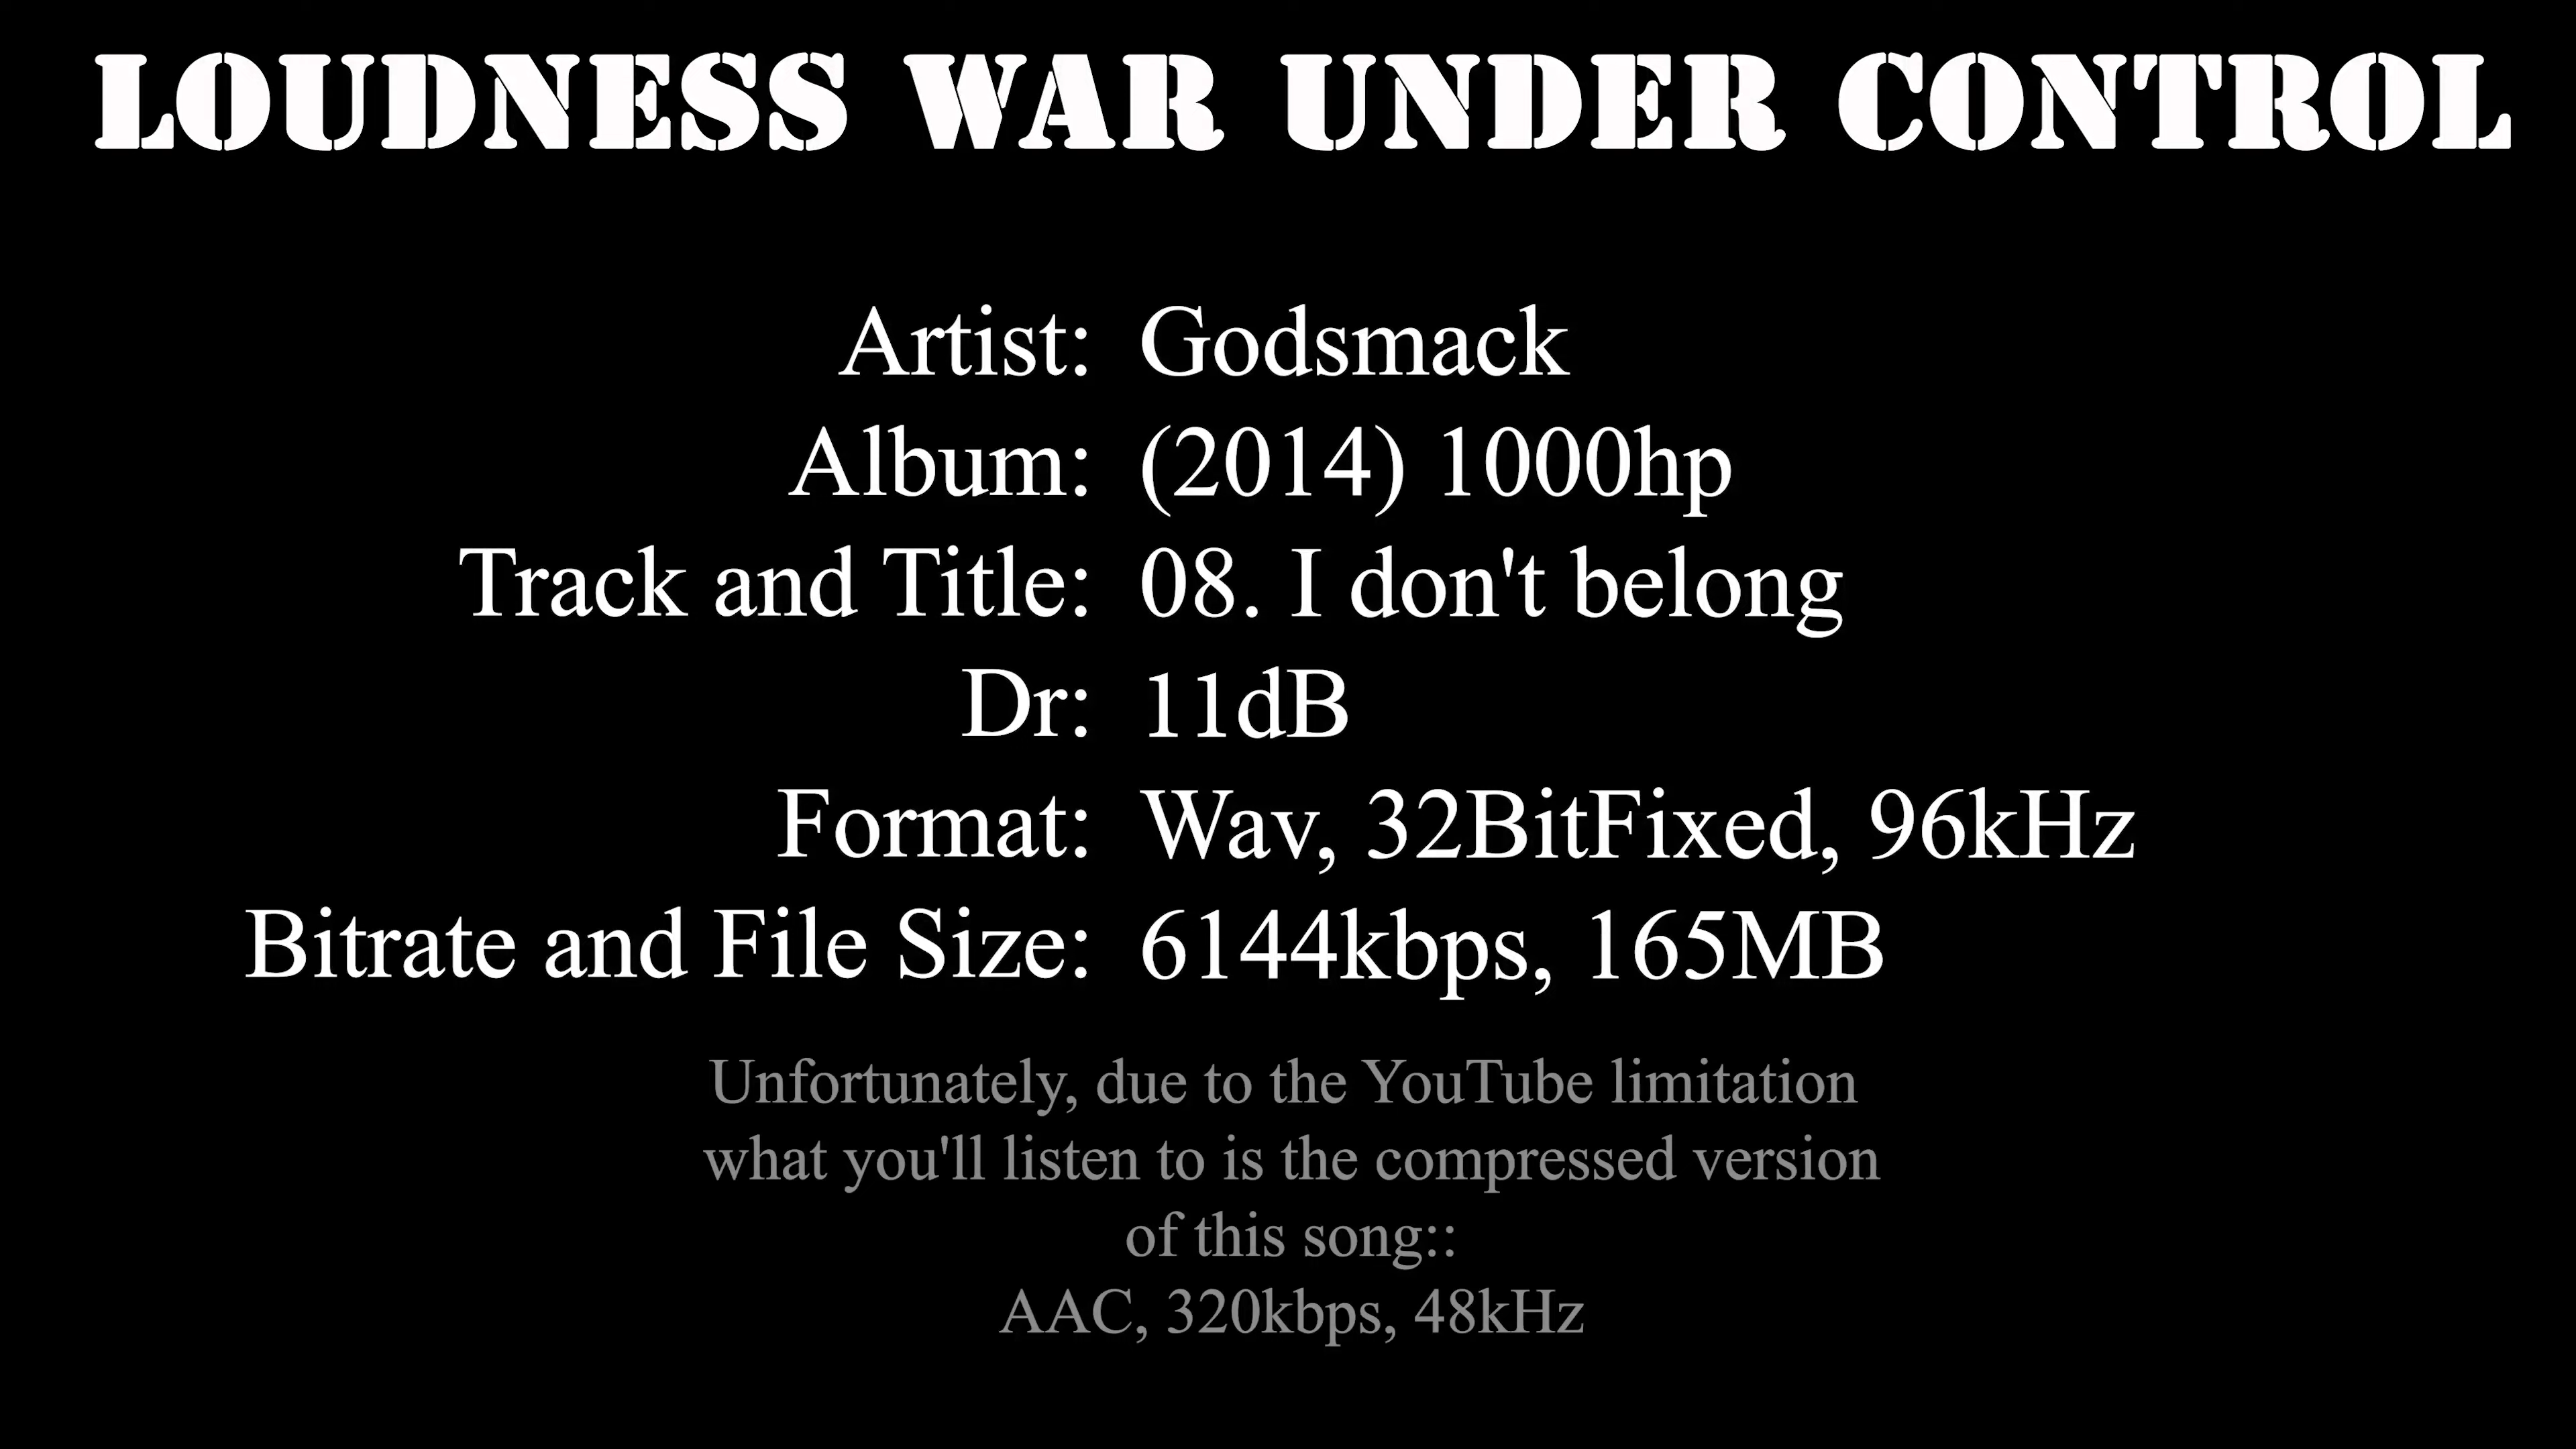 LOUDNESS WAR UNDER CONTROL
Artist: Godsmack
Album: (2014) 1000hp
Track and Title: 08. I don't belong
Dr: 11dB
Format: Wav, 32BitFixed, 96kHz
Bitrate and File Size: 6144kbps, 165MB
Unfortunately, due to the YouTube limitation
what you'll listen to is the compressed version
of this song::
AAC, 320kbps, 48kHz